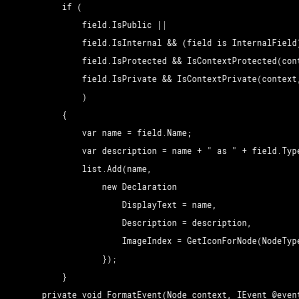 if (
field.IsPublic ||
field.IsInternal && (field is InternalField
field.IsProtected && IsContextProtected(cont
field.IsPrivate && IsContextPrivate(context,
)
{
var name = field.Name;
var description = name + " as " + field.Type
list.Add(name,
new Declaration
DisplayText = name,
Description = description,
ImageIndex = GetIconForNode(NodeType
});
}
private void FormatEvent(Node context, IEvent @event